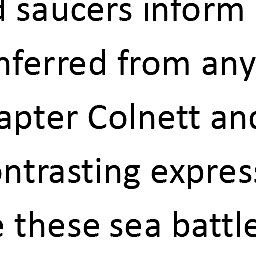 d saucers inform
nferred from any
apter Colnett and
ontrasting express
e these sea battle